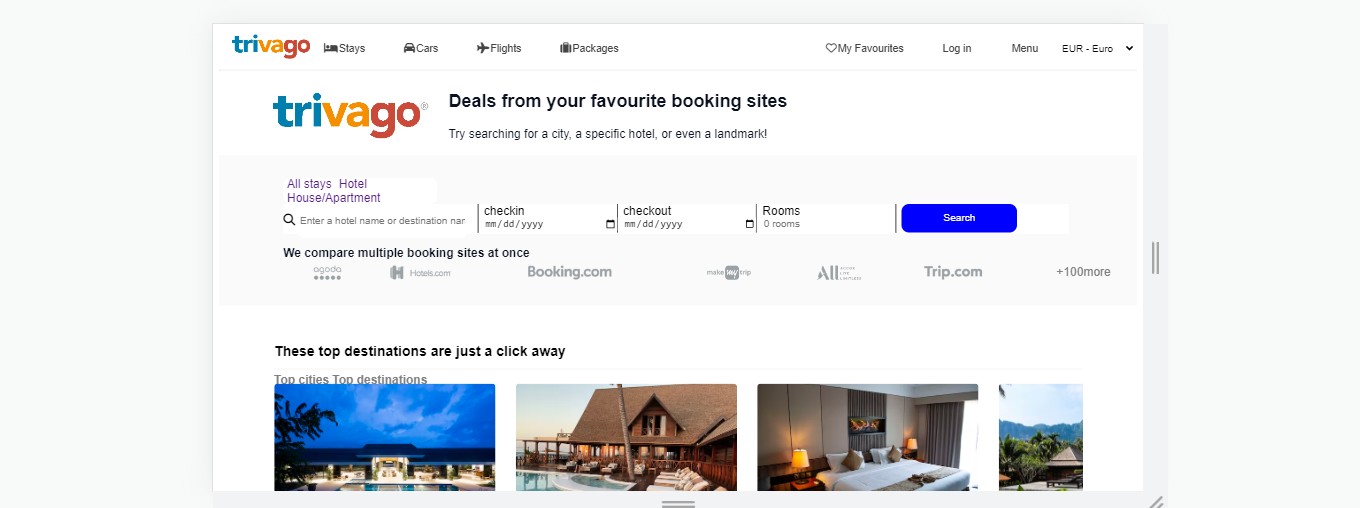 trivago Stays Cars Flights Packages My Favourites Log in Menu EUR - Euro
trivago®
Deals from your favourite booking sites
Try searching for a city, a specific hotel, or even a landmark!
All stays Hotel
House/Apartment
Enter a hotel name or destination nar
checkin
mm/dd/yyyy
checkout
mm/dd/yyyy
Rooms
0 rooms
Search
We compare multiple booking sites at once
agoda Hotels.com Booking.com make my trip ALL ACCOR LIVE LIMITLESS Trip.com +100more
These top destinations are just a click away
Top cities Top destinations